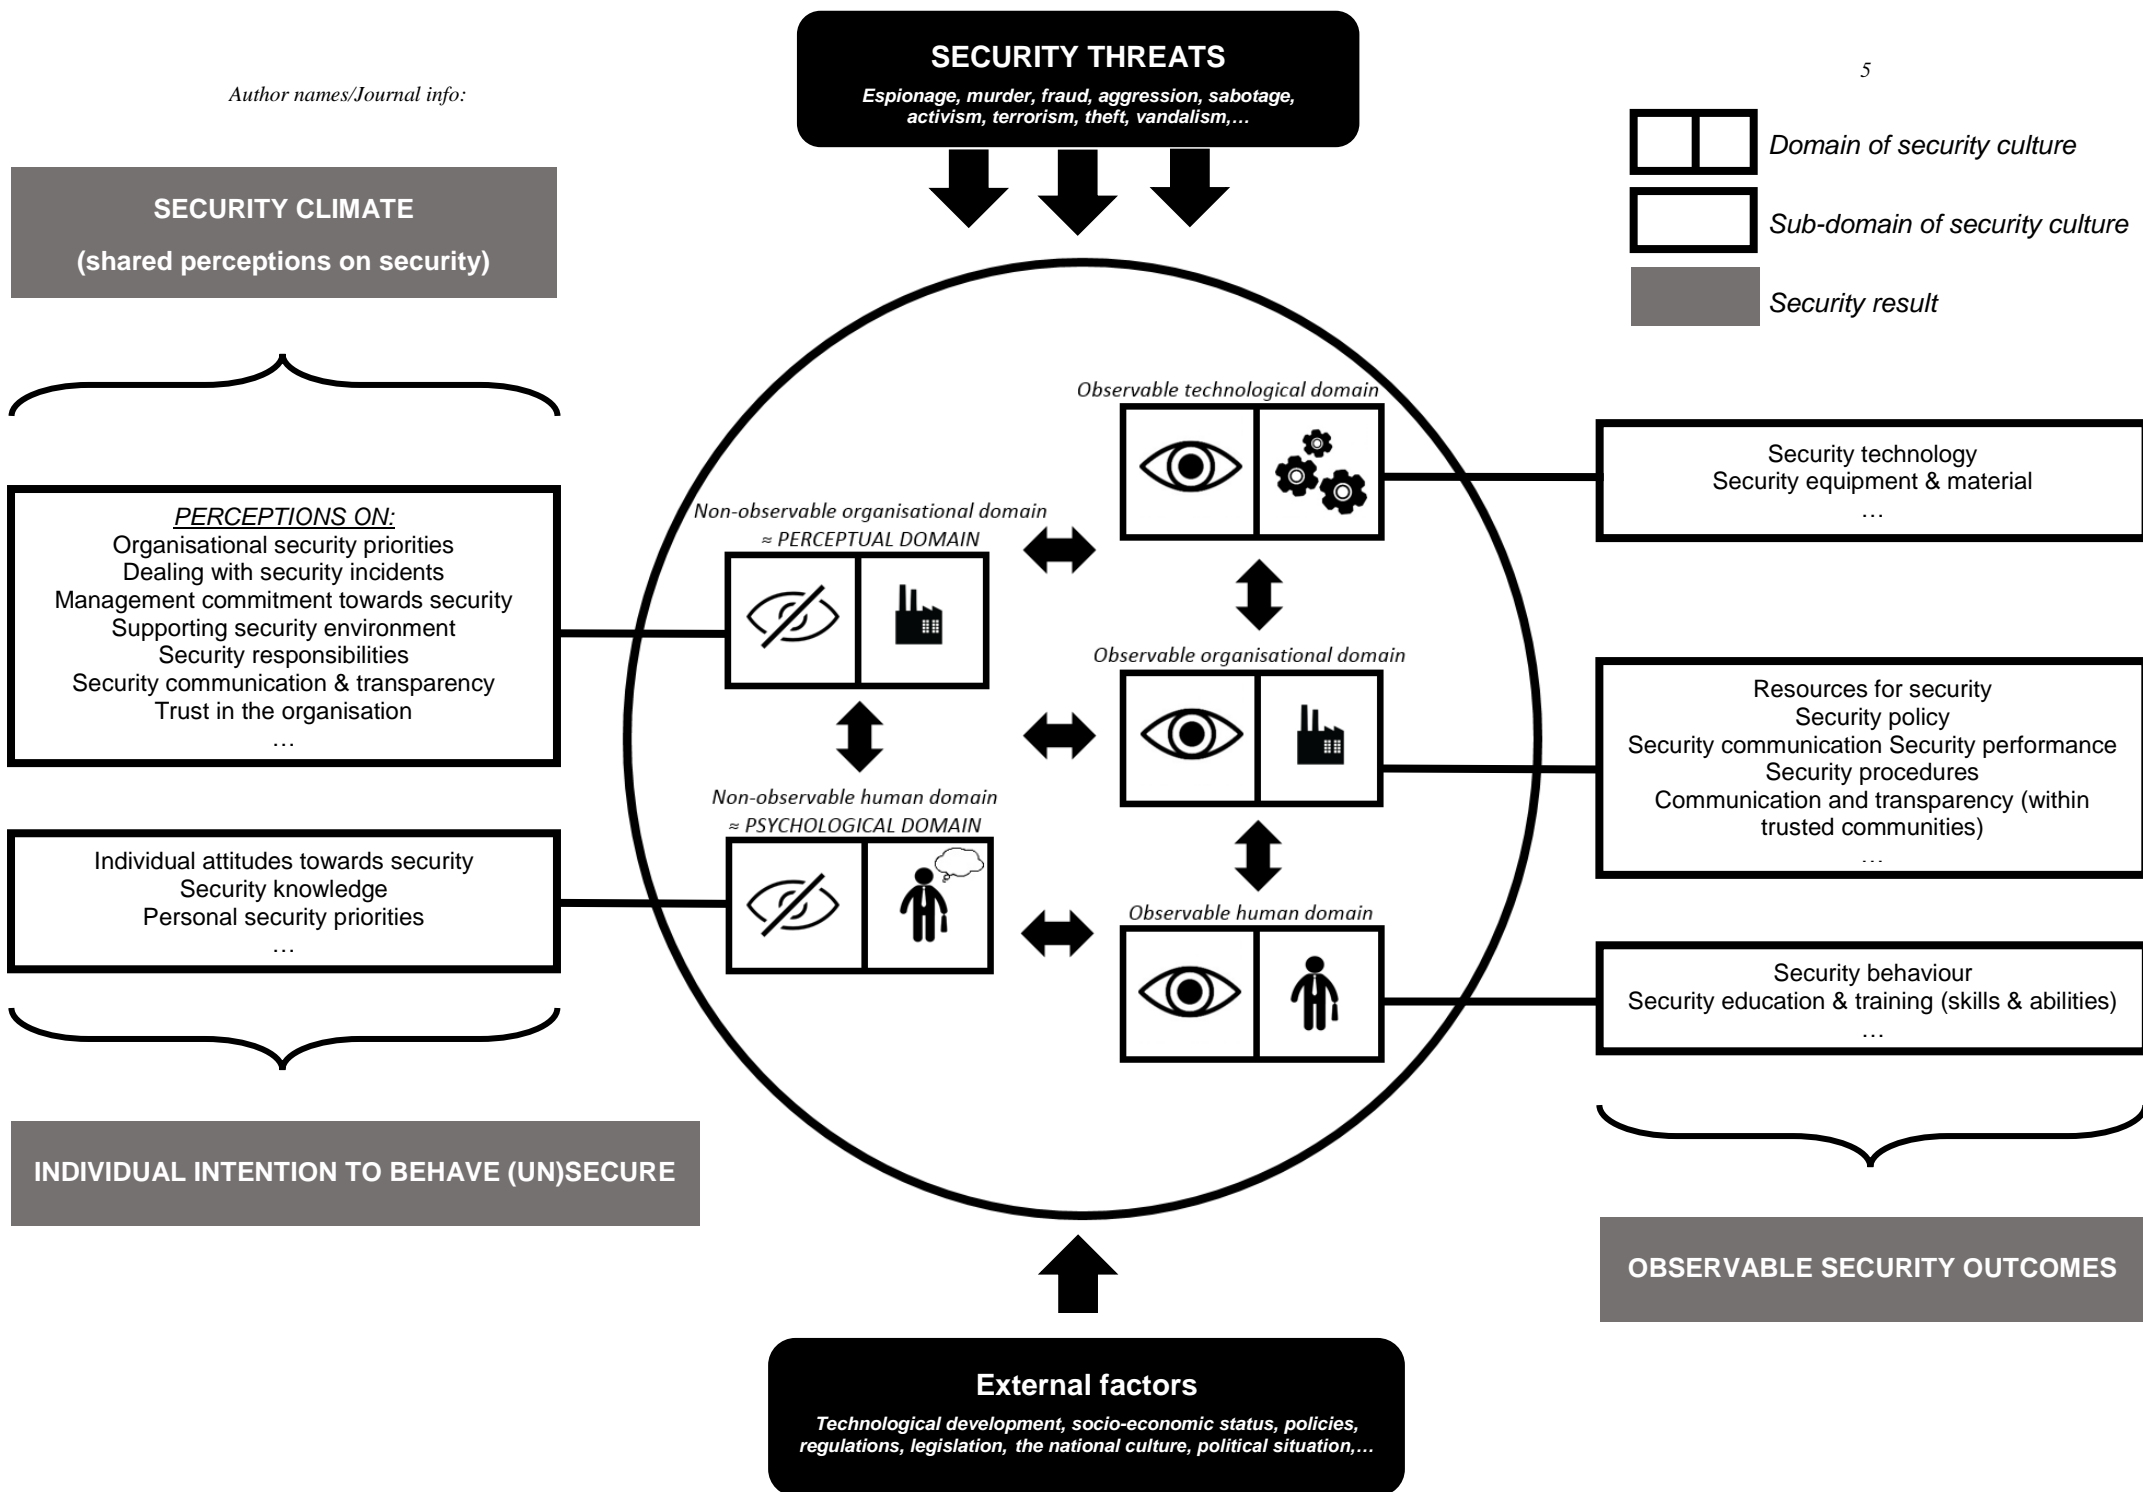 Author names/Journal info:
5
SECURITY THREATS
Espionage, murder, fraud, aggression, sabotage,
activism, terrorism, theft, vandalism,…
Domain of security culture
Sub-domain of security culture
Security result
SECURITY CLIMATE
(shared perceptions on security)
PERCEPTIONS ON:
Organisational security priorities
Dealing with security incidents
Management commitment towards security
Supporting security environment
Security responsibilities
Security communication & transparency
Trust in the organisation
…
Individual attitudes towards security
Security knowledge
Personal security priorities
…
INDIVIDUAL INTENTION TO BEHAVE (UN)SECURE
Non-observable organisational domain
≈ PERCEPTUAL DOMAIN
Non-observable human domain
≈ PSYCHOLOGICAL DOMAIN
Observable technological domain
Observable organisational domain
Observable human domain
Security technology
Security equipment & material
…
Resources for security
Security policy
Security communication Security performance
Security procedures
Communication and transparency (within
trusted communities)
…
Security behaviour
Security education & training (skills & abilities)
…
OBSERVABLE SECURITY OUTCOMES
External factors
Technological development, socio-economic status, policies,
regulations, legislation, the national culture, political situation,…